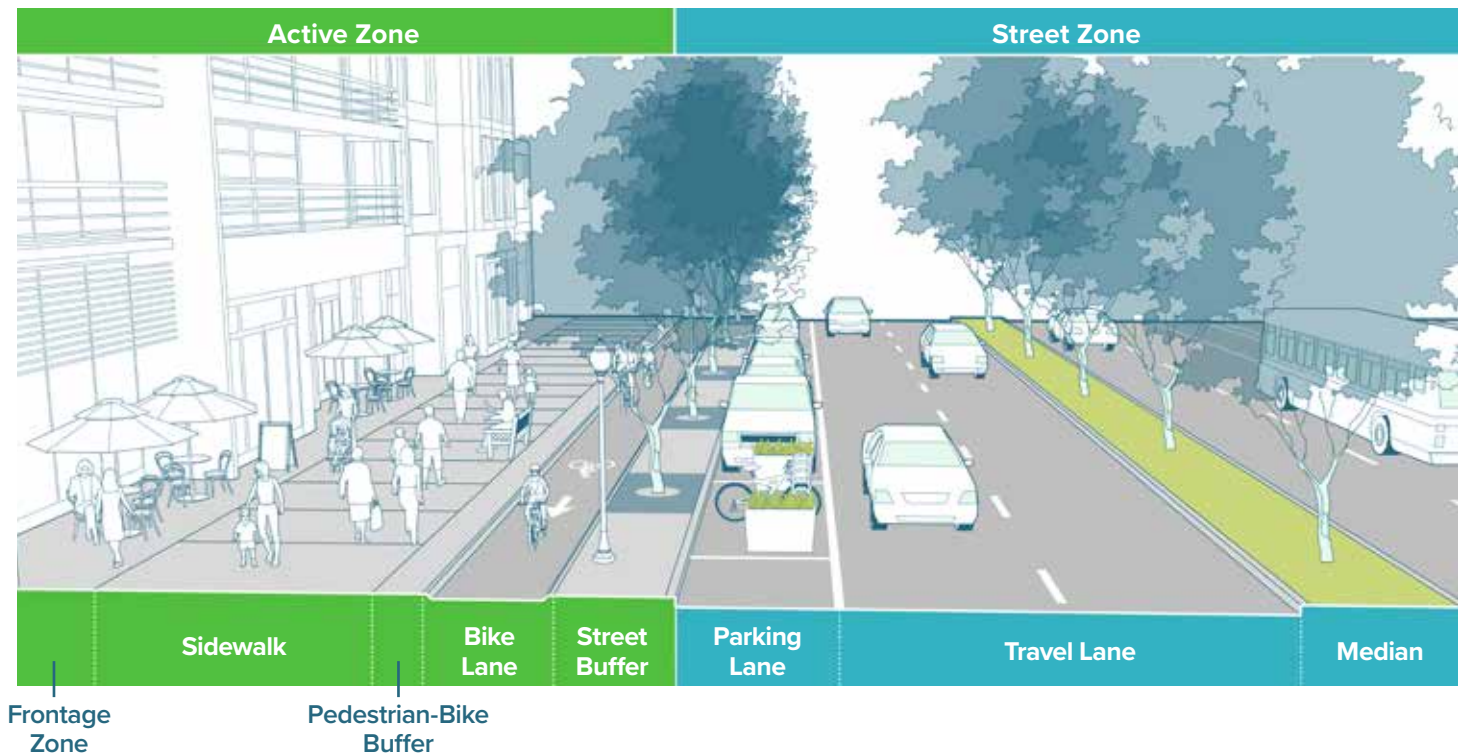 Active Zone
Street Zone
Frontage
Zone
Sidewalk
Pedestrian-Bike
Buffer
Bike
Lane
Street
Buffer
Parking
Lane
Travel Lane
Median